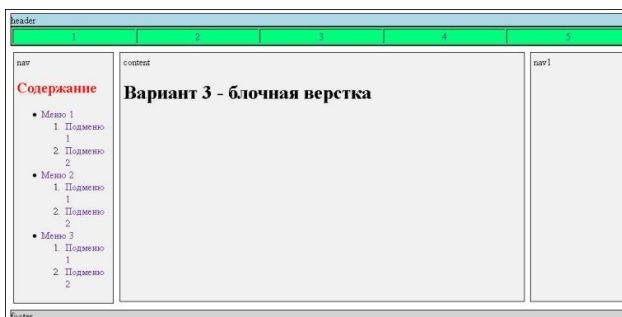 header
1 2 3 4 5
nav
Содержание
• Меню 1
1. Подменю
1
2. Подменю
2
• Меню 2
1. Подменю
1
2. Подменю
2
• Меню 3
1. Подменю
1
2. Подменю
2
content
Вариант 3 - блочная верстка
nav1
footer